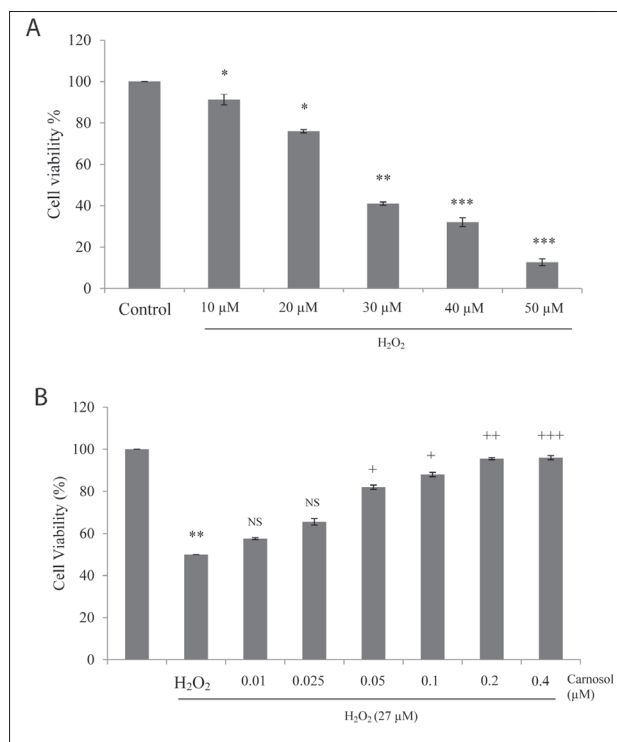 A
Cell viability %
120
100
80
60
40
20
0
* * ** *** ***
Control 10 µM 20 µM 30 µM 40 µM 50 µM
H₂O₂
B
Cell Viability (%)
120
100
80
60
40
20
0
** NS NS + + ++ +++
H₂O₂ 0.01 0.025 0.05 0.1 0.2 0.4 Carnosol
(µM)
H₂O₂ (27 µM)